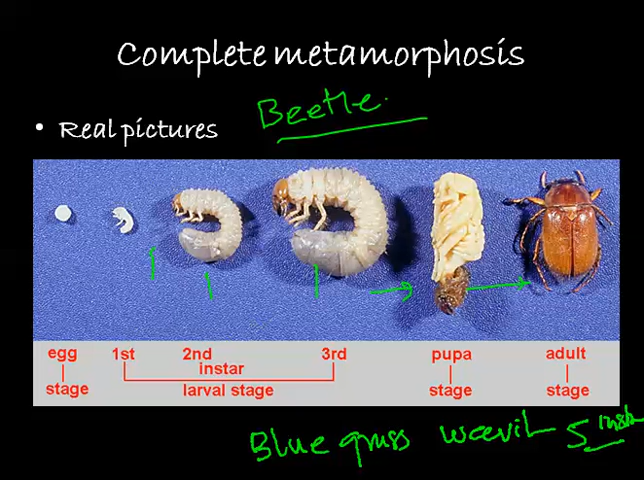 Complete metamorphosis
Beetle.
• Real pictures
egg 1st 2nd 3rd pupa adult
instar
stage larval stage stage stage
Blue grass weevil 5